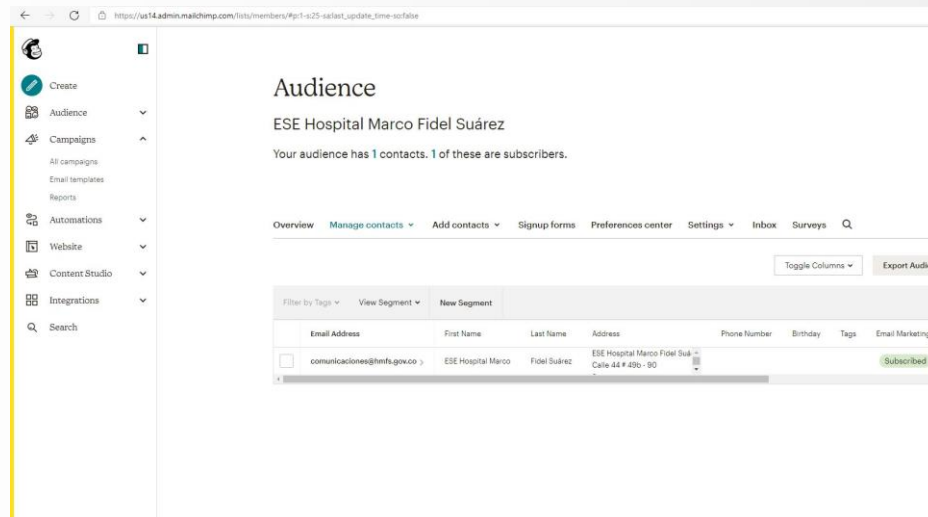 https://us14.admin.mailchimp.com/lists/members/#p:1-s:25-sa:last_update_time-so:false
Create
Audience
Campaigns
All campaigns
Email templates
Reports
Automations
Website
Content Studio
Integrations
Search
Audience
ESE Hospital Marco Fidel Suárez
Your audience has 1 contacts. 1 of these are subscribers.
Overview Manage contacts Add contacts Signup forms Preferences center Settings Inbox Surveys
Toggle Columns Export Audi
Filter by Tags View Segment New Segment
Email Address First Name Last Name Address Phone Number Birthday Tags Email Marketing
comunicaciones@hmfs.gov.co ESE Hospital Marco Fidel Suárez ESE Hospital Marco Fidel Suá Subscribed
Calle 44 # 49b - 90